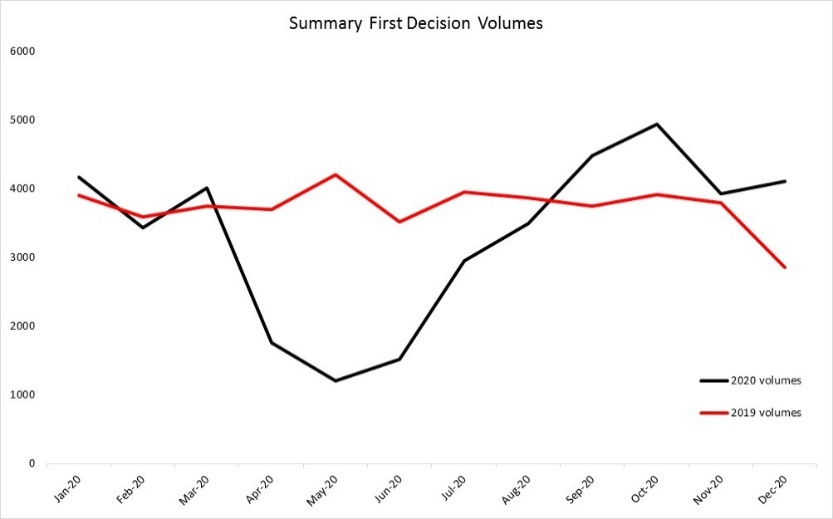 Summary First Decision Volumes
6000
5000
4000
3000
2000
1000
0
2020 volumes
2019 volumes
Jan-20
Feb-20
Mar-20
Apr-20
May-20
Jun-20
Jul-20
Aug-20
Sep-20
Oct-20
Nov-20
Dec-20